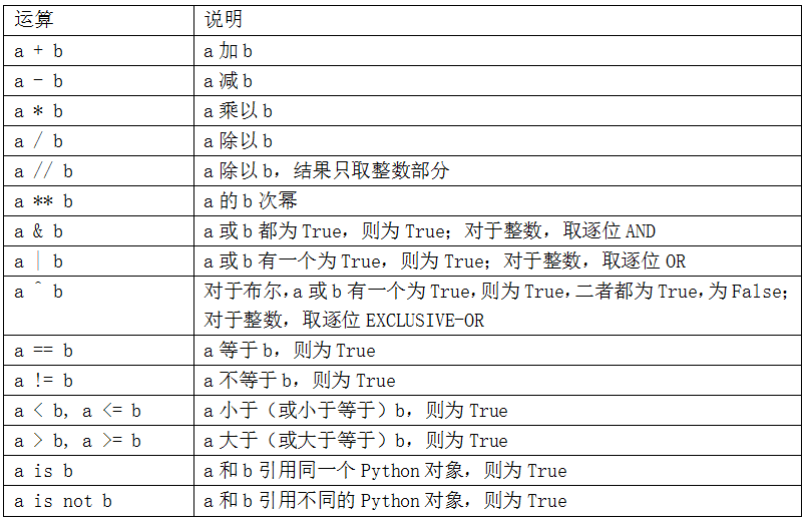 运算 说明
a + b a 加 b
a - b a 减 b
a * b a 乘以 b
a / b a 除以 b
a // b a 除以 b，结果只取整数部分
a ** b a 的 b 次幂
a & b a 或 b 都为 True，则为 True；对于整数，取逐位 AND
a | b a 或 b 有一个为 True，则为 True；对于整数，取逐位 OR
a ^ b 对于布尔,a 或 b 有一个为 True,则为 True,二者都为 True,为 False；
对于整数，取逐位 EXCLUSIVE-OR
a == b a 等于 b，则为 True
a != b a 不等于 b，则为 True
a < b, a <= b a 小于（或小于等于）b，则为 True
a > b, a >= b a 大于（或大于等于）b，则为 True
a is b a 和 b 引用同一个 Python 对象，则为 True
a is not b a 和 b 引用不同的 Python 对象，则为 True